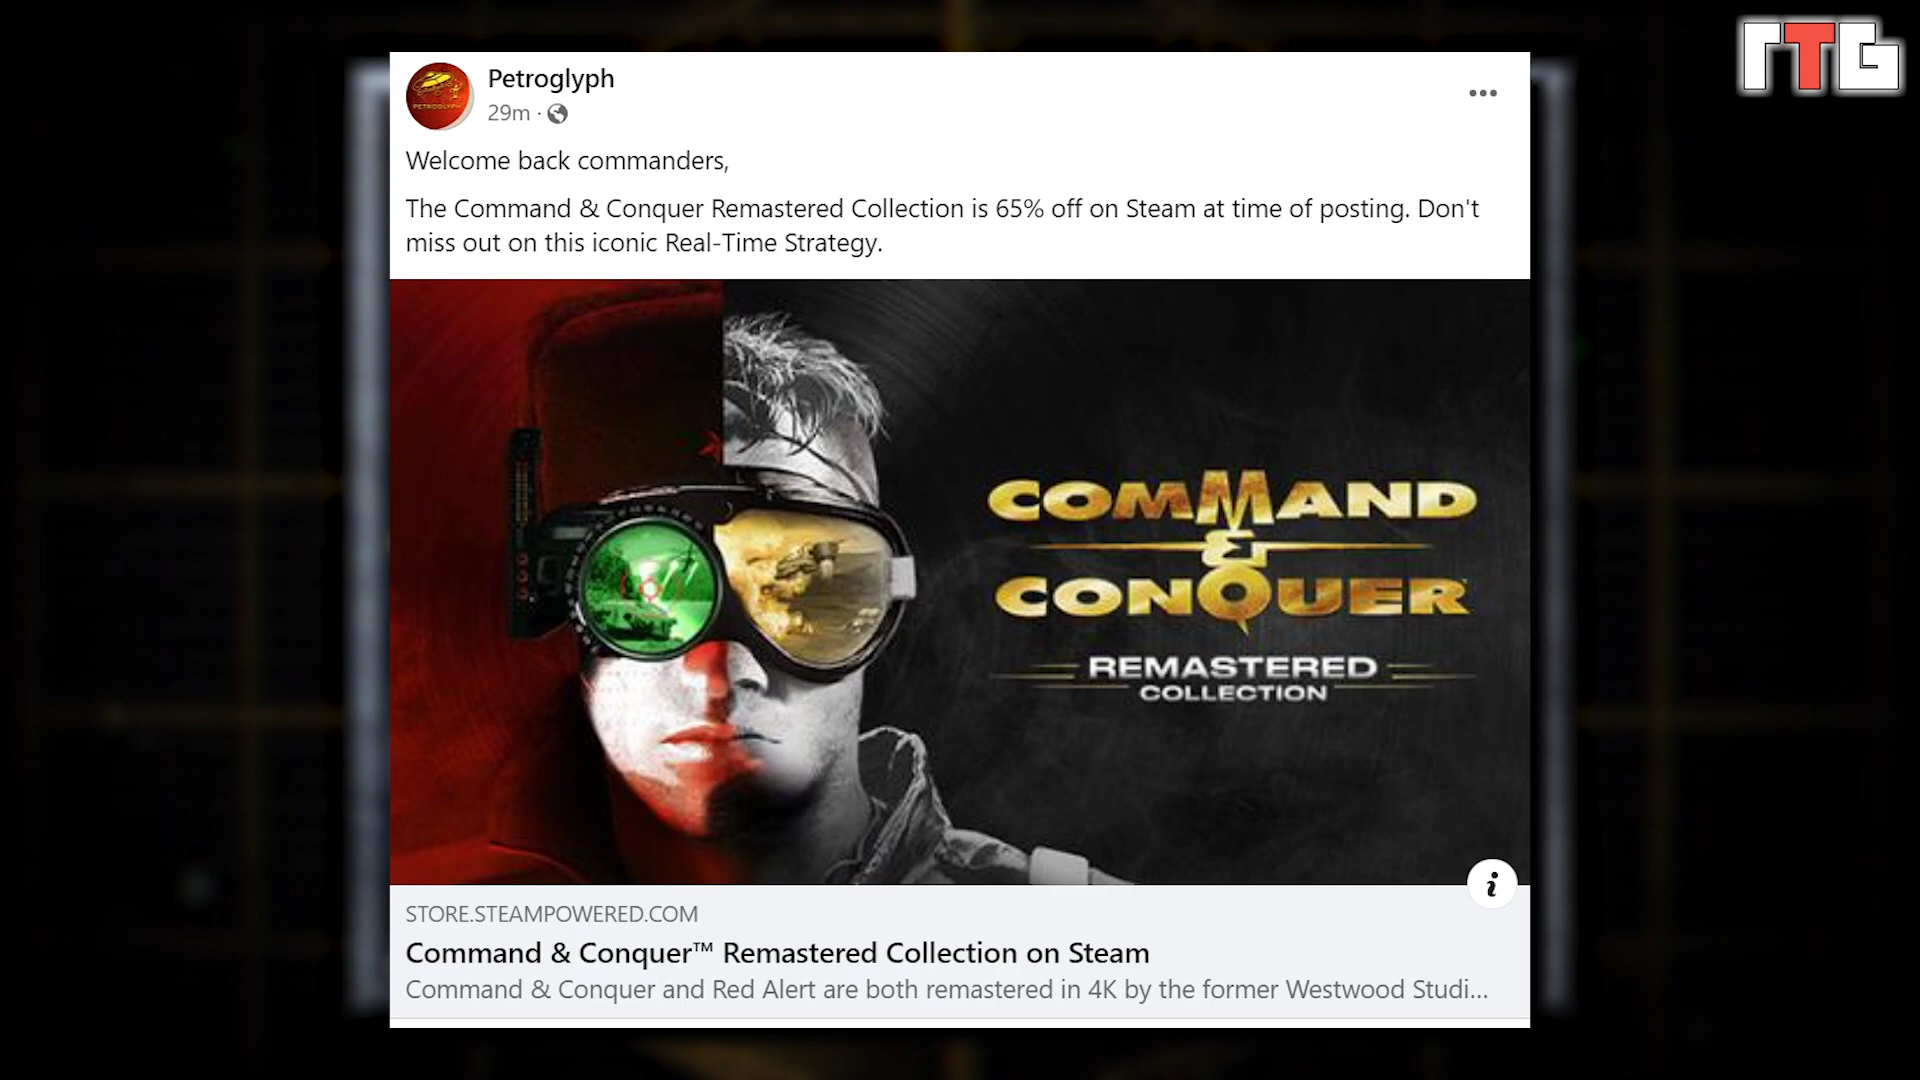 rTG
Petroglyph
29m ·
Welcome back commanders,
The Command & Conquer Remastered Collection is 65% off on Steam at time of posting. Don't
miss out on this iconic Real-Time Strategy.
COMMAND
&
CONQUER
REMASTERED
COLLECTION
i
STORE.STEAMPOWERED.COM
Command & Conquer™ Remastered Collection on Steam
Command & Conquer and Red Alert are both remastered in 4K by the former Westwood Studi...